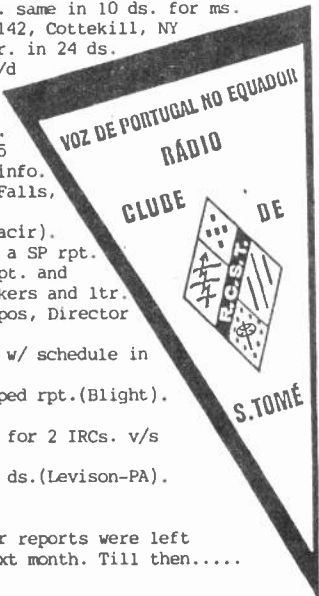 . same in 10 ds. for ms.
142, Cottekill, NY
r. in 24 ds.
/d
.
5
info.
Falls,
acir).
a SP rpt.
pt. and
kers and ltr.
pos, Director
w/ schedule in
ped rpt.(Blight).
for 2 IRCs. v/s
ds.(Levison-PA).
r reports were left
xt month. Till then.....
VOZ DE PORTUGAL NO EQUADOR
RÁDIO
CLUBE DE
R.C.S.T.
S.TOMÉ